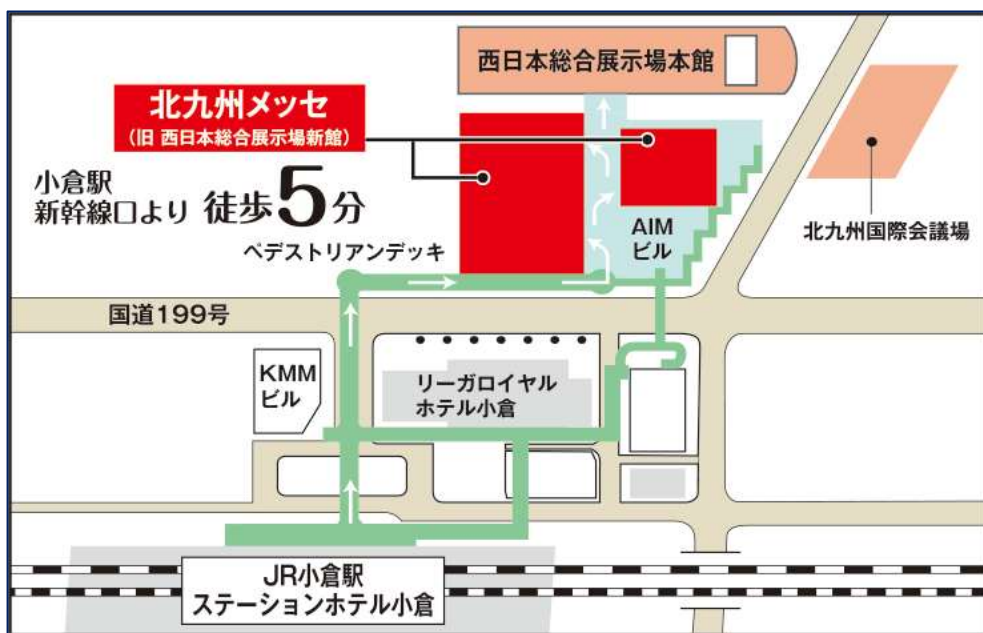 西日本総合展示場本館
北九州メッセ
(旧 西日本総合展示場新館)
小倉駅
新幹線口より 徒歩5分
ペデストリアンデッキ
AIM
ビル
北九州国際会議場
国道199号
KMM
ビル
リーガロイヤル
ホテル小倉
JR小倉駅
ステーションホテル小倉